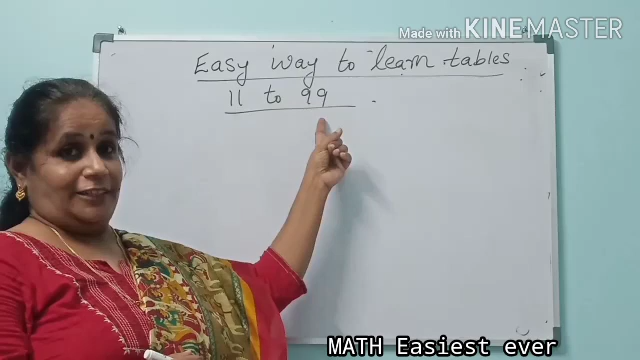 Made with KINEMASTER
Easy way to learn tables
11 to 99
MATH Easiest ever